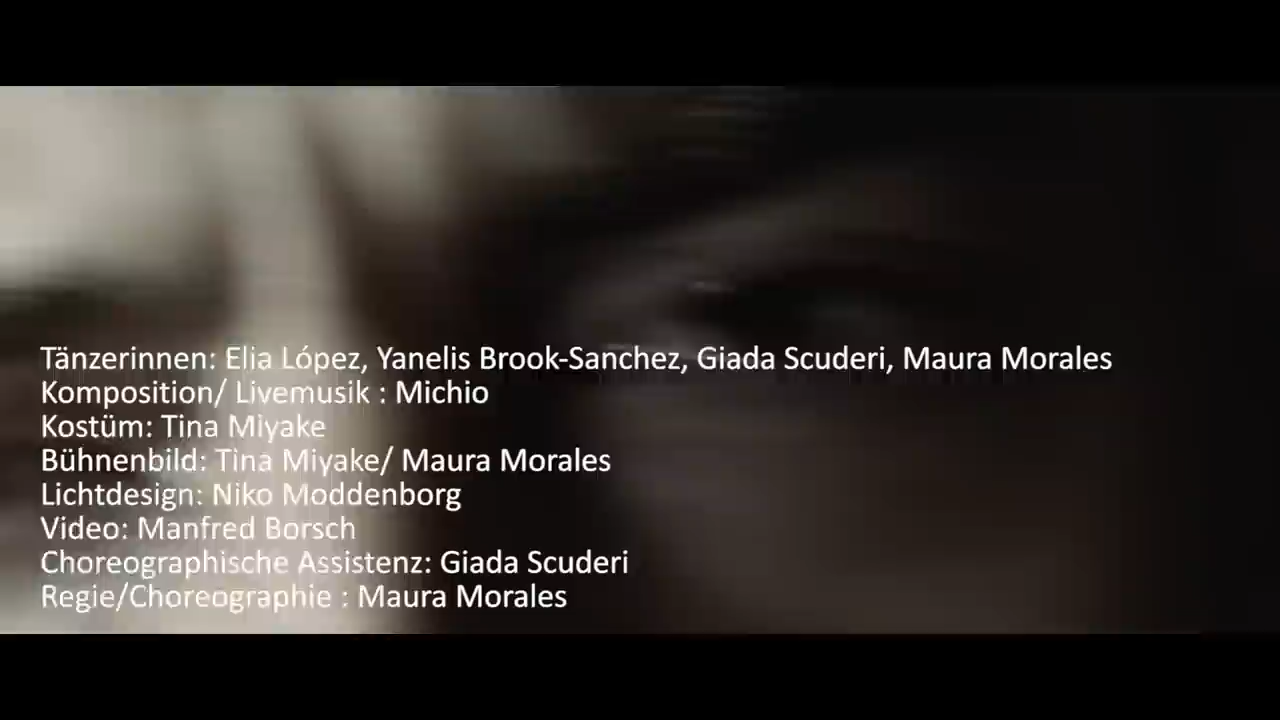 Tänzerinnen: Elia López, Yanelis Brook-Sanchez, Giada Scuderi, Maura Morales
Komposition/ Livemusik : Michio
Kostüm: Tina Miyake
Bühnenbild: Tina Miyake/ Maura Morales
Lichtdesign: Niko Moddenborg
Video: Manfred Borsch
Choreographische Assistenz: Giada Scuderi
Regie/Choreographie : Maura Morales